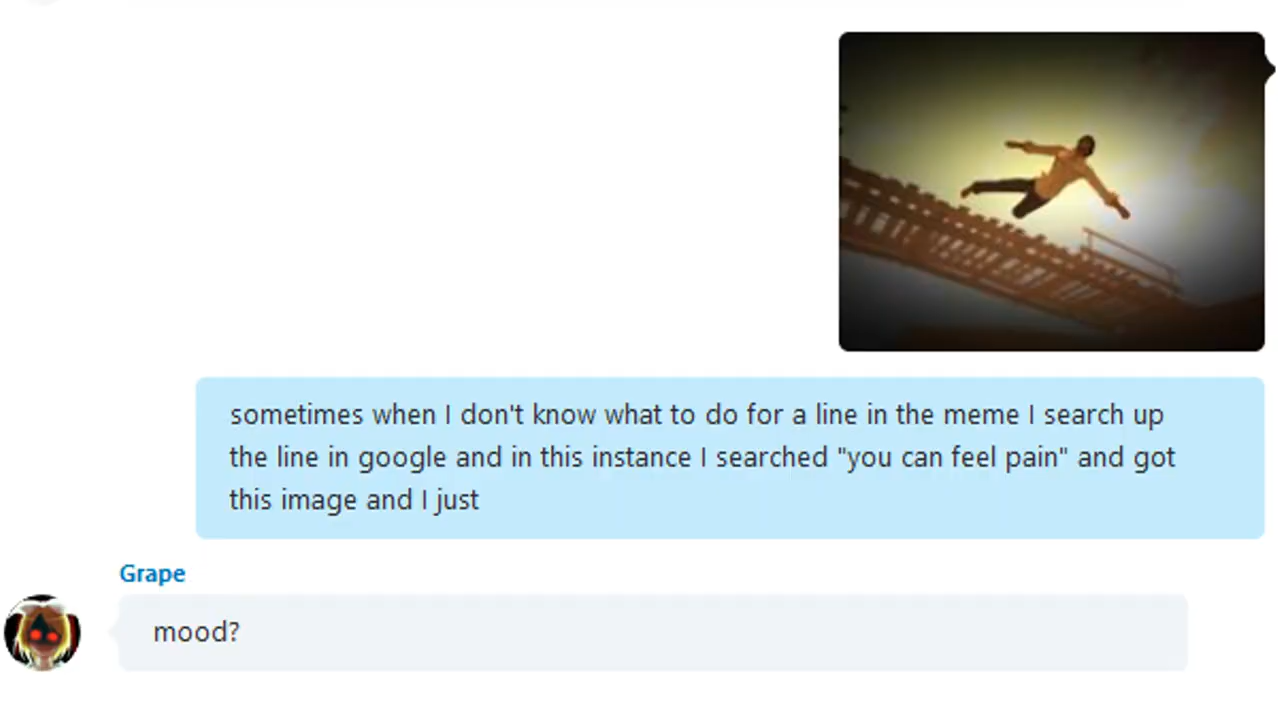 sometimes when I don't know what to do for a line in the meme I search up
the line in google and in this instance I searched "you can feel pain" and got
this image and I just
Grape
mood?